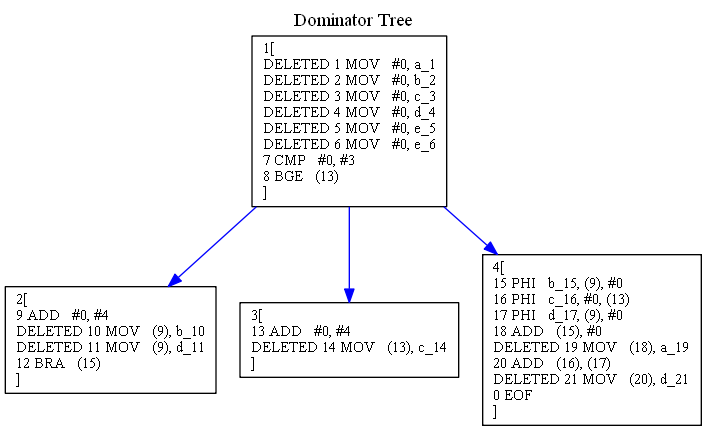 Dominator Tree
1[
DELETED 1 MOV #0, a_1
DELETED 2 MOV #0, b_2
DELETED 3 MOV #0, c_3
DELETED 4 MOV #0, d_4
DELETED 5 MOV #0, e_5
DELETED 6 MOV #0, e_6
7 CMP #0, #3
8 BGE (13)
]
2[
9 ADD #0, #4
DELETED 10 MOV (9), b_10
DELETED 11 MOV (9), d_11
12 BRA (15)
]
3[
13 ADD #0, #4
DELETED 14 MOV (13), c_14
]
4[
15 PHI b_15, (9), #0
16 PHI c_16, #0, (13)
17 PHI d_17, (9), #0
18 ADD (15), #0
DELETED 19 MOV (18), a_19
20 ADD (16), (17)
DELETED 21 MOV (20), d_21
0 EOF
]